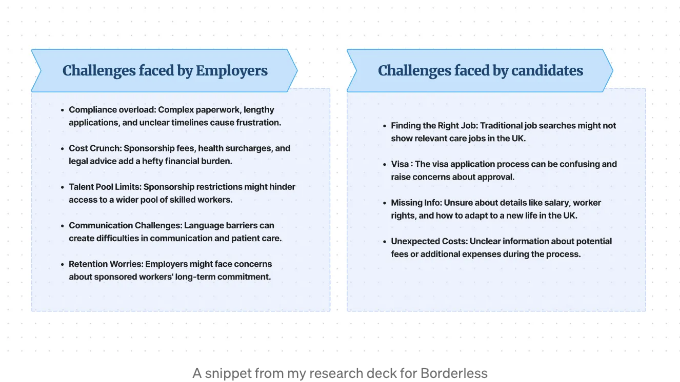 Challenges faced by Employers
• Compliance overload: Complex paperwork, lengthy
applications, and unclear timelines cause frustration.
• Cost Crunch: Sponsorship fees, health surcharges, and
legal advice add a hefty financial burden.
• Talent Pool Limits: Sponsorship restrictions might hinder
access to a wider pool of skilled workers.
• Communication Challenges: Language barriers can
create difficulties in communication and patient care.
• Retention Worries: Employers might face concerns
about sponsored workers' long-term commitment.
Challenges faced by candidates
• Finding the Right Job: Traditional job searches might not
show relevant care jobs in the UK.
• Visa : The visa application process can be confusing and
raise concerns about approval.
• Missing Info: Unsure about details like salary, worker
rights, and how to adapt to a new life in the UK.
• Unexpected Costs: Unclear information about potential
fees or additional expenses during the process.
A snippet from my research deck for Borderless